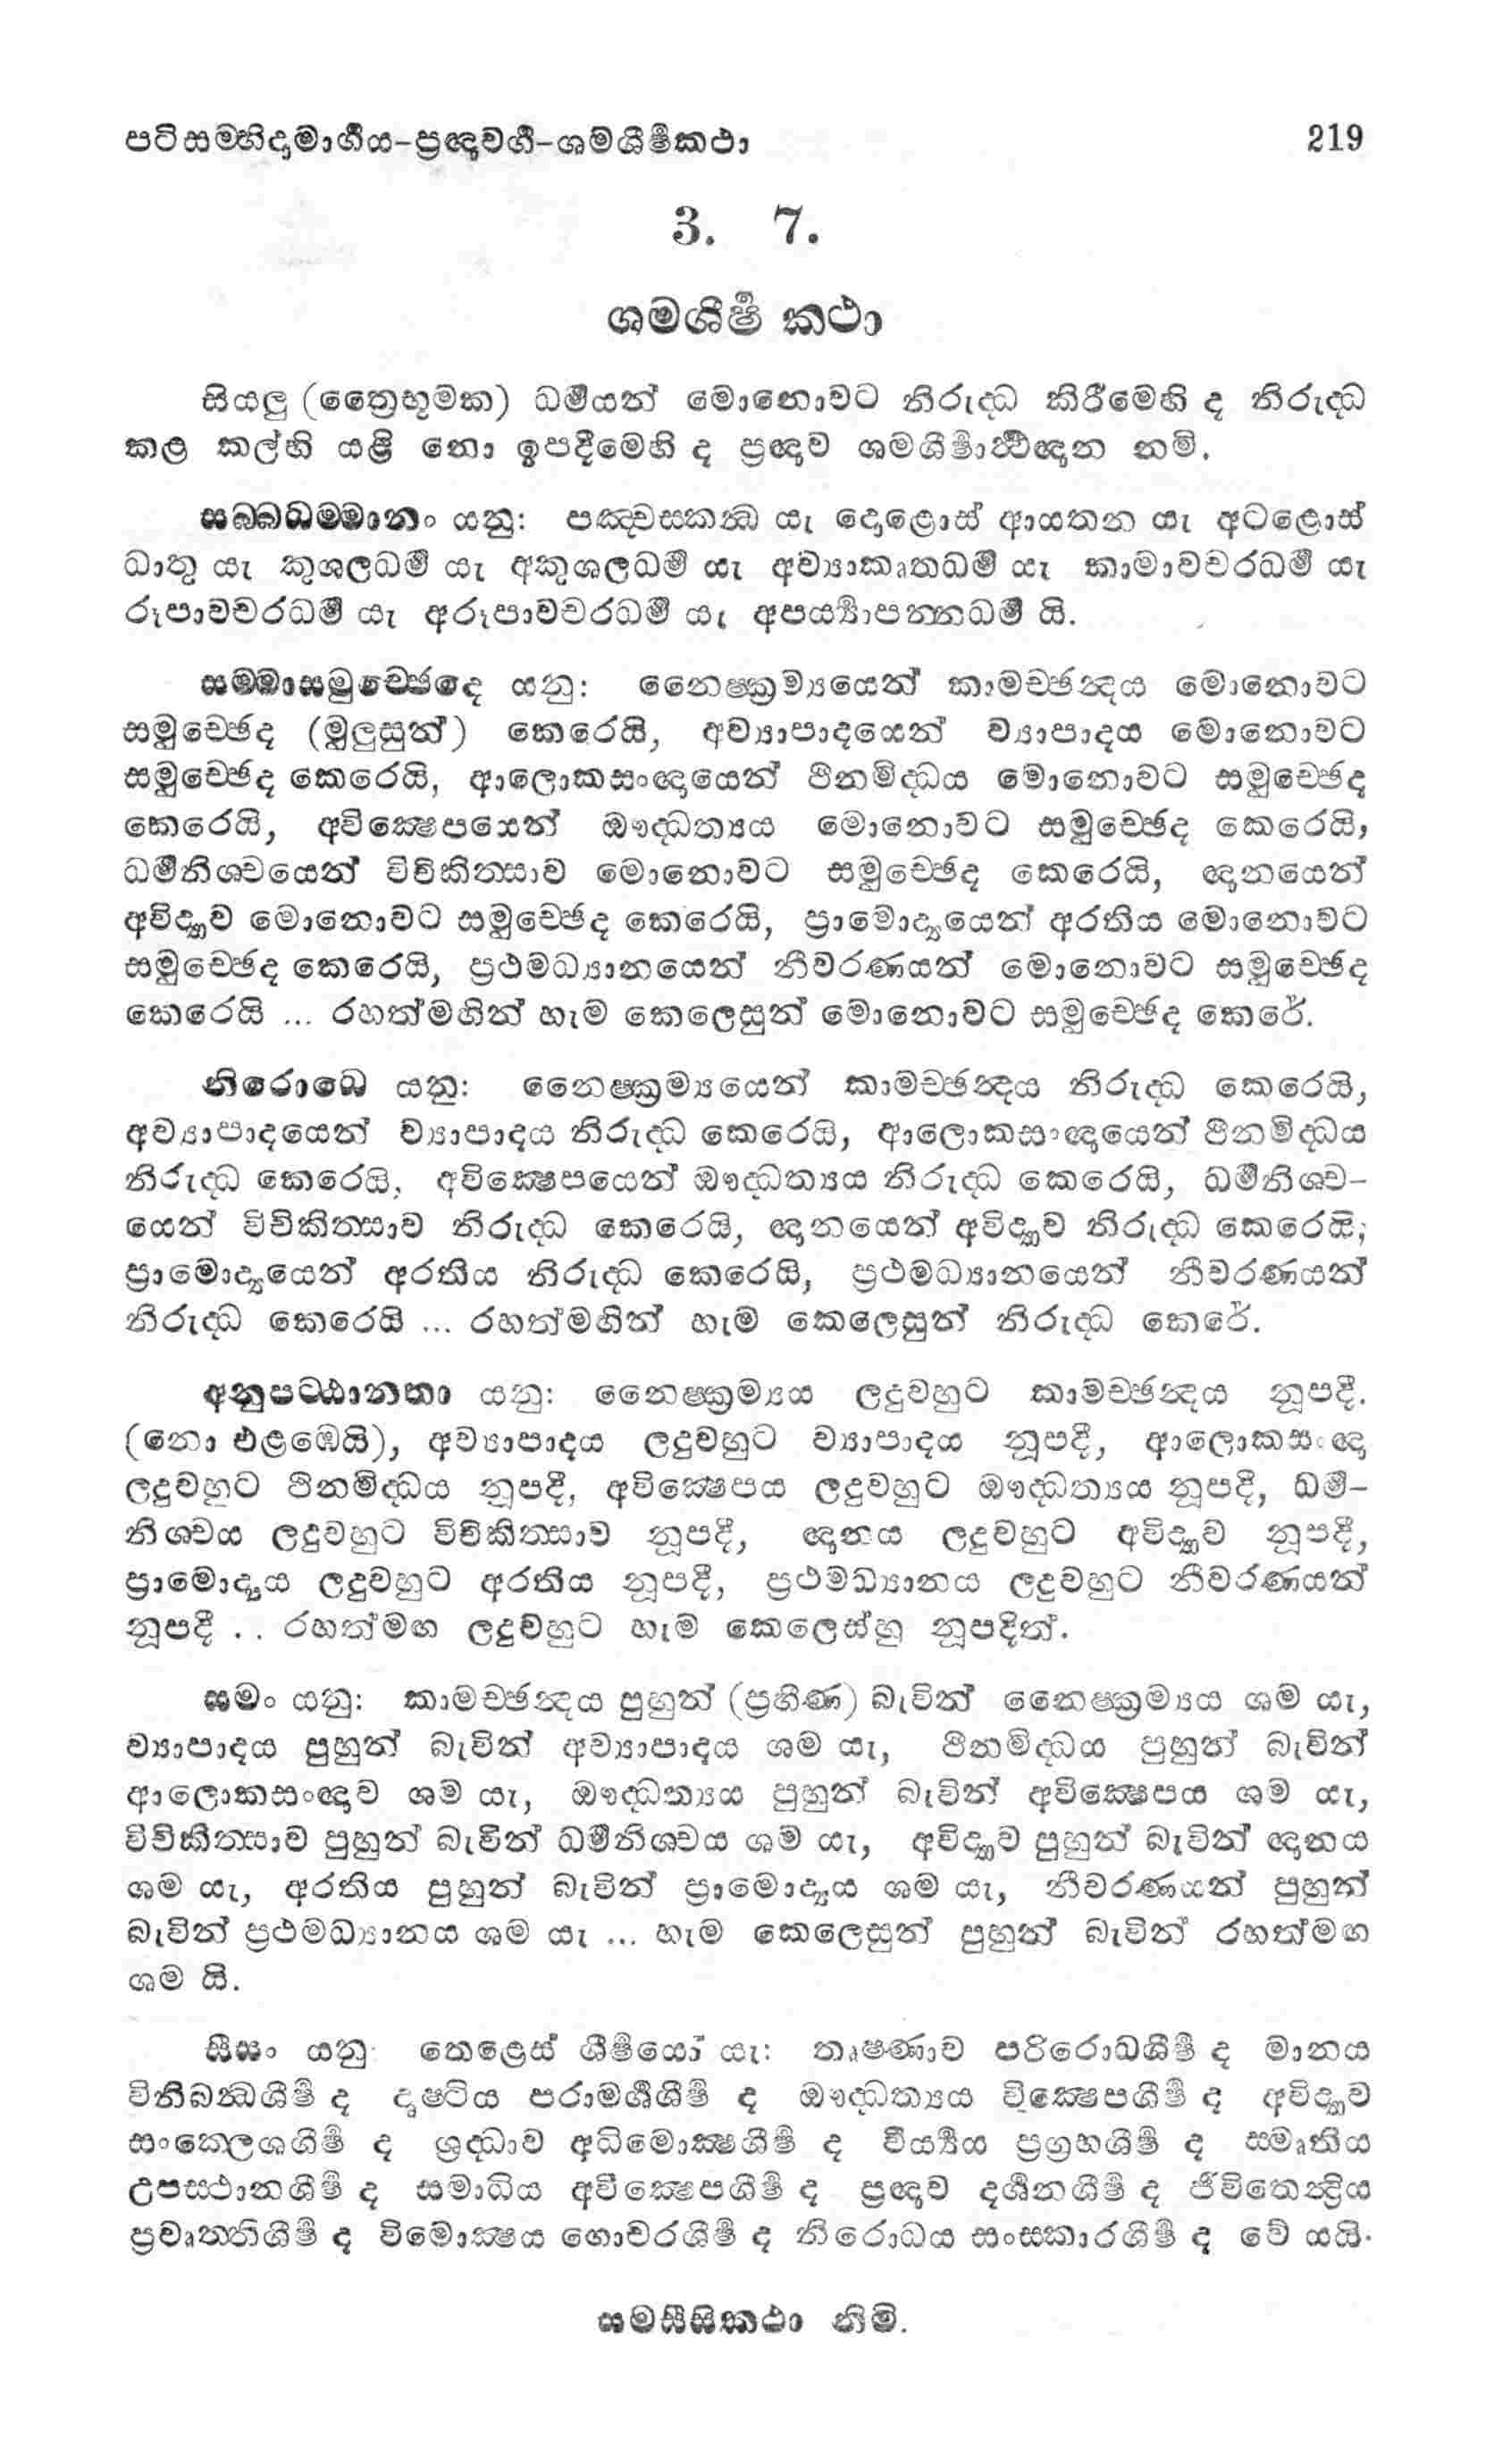 පටිසම්භිදාමාර්ගය-ප්‍රඥාවර්ග-ශමශීර්ෂකථා 219
3. 7.
ශමශීර්ෂ කථා
සියලු (ත්‍රෛභූමක) ධර්මයන් මොනොවට නිරුද්ධ කිරීමෙහි ද නිරුද්ධ
කළ කල්හි යළි නො ඉපදීමෙහි ද ප්‍රඥාව ශමශීර්ෂාර්ත්‍ථඥාන නමි.
සබ්බධම්මානං යනු: පඤ්චස්කන්‍ධ යැ දොළොස් ආයතන යැ අටළොස්
ධාතු යැ කුශලධර්ම යැ අකුශලධර්ම යැ අව්‍යාකෘතධර්ම යැ කාමාවචරධර්ම යැ
රූපාවචරධර්ම යැ අරූපාවචරධර්ම යැ අපර්‍ය්‍යාපන්නධර්ම යි.
සම්මාසමුච්ඡෙදෙ යනු: නෛෂ්ක්‍රම්‍යයෙන් කාමච්ඡන්‍දය මොනොවට
සමුච්ඡෙද (මුලුසුන්) කෙරෙයි, අව්‍යාපාදයෙන් ව්‍යාපාදය මොනොවට
සමුච්ඡෙද කෙරෙයි, ආලොකසංඥායෙන් ථීනමිද්ධය මොනොවට සමුච්ඡෙද
කෙරෙයි, අවික්‍ෂෙපයෙන් ඖද්ධත්‍යය මොනොවට සමුච්ඡෙද කෙරෙයි,
ධර්මනිශ්චයෙන් විචිකිත්සාව මොනොවට සමුච්ඡෙද කෙරෙයි, ඥානයෙන්
අවිද්‍යාව මොනොවට සමුච්ඡෙද කෙරෙයි, ප්‍රාමොද්‍යයෙන් අරතිය මොනොවට
සමුච්ඡෙද කෙරෙයි, ප්‍රථමධ්‍යානයෙන් නීවරණයන් මොනොවට සමුච්ඡෙද
කෙරෙයි ... රහත්මඟින් හැම කෙලෙසුන් මොනොවට සමුච්ඡෙද කෙරේ.
නිරොධෙ යනු: නෛෂ්ක්‍රම්‍යයෙන් කාමච්ඡන්‍දය නිරුද්ධ කෙරෙයි,
අව්‍යාපාදයෙන් ව්‍යාපාදය නිරුද්ධ කෙරෙයි, ආලොකසංඥායෙන් ථීනමිද්ධය
නිරුද්ධ කෙරෙයි, අවික්‍ෂෙපයෙන් ඖද්ධත්‍යය නිරුද්ධ කෙරෙයි, ධර්මනිශ්ච-
යෙන් විචිකිත්සාව නිරුද්ධ කෙරෙයි, ඥානයෙන් අවිද්‍යාව නිරුද්ධ කෙරෙයි;
ප්‍රාමොද්‍යයෙන් අරතිය නිරුද්ධ කෙරෙයි, ප්‍රථමධ්‍යානයෙන් නීවරණයන්
නිරුද්ධ කෙරෙයි ... රහත්මඟින් හැම කෙලෙසුන් නිරුද්ධ කෙරේ.
අනුපට්ඨානතා යනු: නෛෂ්ක්‍රම්‍යය ලදුවහුට කාමච්ඡන්‍දය නූපදී.
(නො එළඹෙයි), අව්‍යාපාදය ලදුවහුට ව්‍යාපාදය නූපදී, ආලොකසංඥා
ලදුවහුට ථීනමිද්ධය නූපදී, අවික්‍ෂෙපය ලදුවහුට ඖද්ධත්‍යය නූපදී, ධර්ම-
නිශ්චය ලදුවහුට විචිකිත්සාව නූපදී, ඥානය ලදුවහුට අවිද්‍යාව නූපදී,
ප්‍රාමොද්‍යය ලදුවහුට අරතිය නූපදී, ප්‍රථමධ්‍යානය ලදුවහුට නීවරණයන්
නූපදී .. රහත්මඟ ලදුවහුට හැම කෙලෙස්හු නූපදිත්.
සමං යනු: කාමච්ඡන්‍දය පුහුන් (ප්‍රහීණ) බැවින් නෛෂ්ක්‍රම්‍යය ශම යැ,
ව්‍යාපාදය පුහුන් බැවින් අව්‍යාපාදය ශම යැ, ථීනමිද්ධය පුහුන් බැවින්
ආලොකසංඥාව ශම යැ, ඖද්ධත්‍යය පුහුන් බැවින් අවික්‍ෂෙපය ශම යැ,
විචිකිත්සාව පුහුන් බැවින් ධර්මනිශ්චය ශම යැ, අවිද්‍යාව පුහුන් බැවින් ඥානය
ශම යැ, අරතිය පුහුන් බැවින් ප්‍රාමොද්‍යය ශම යැ, නීවරණයන් පුහුන්
බැවින් ප්‍රථමධ්‍යානය ශම යැ ... හැම කෙලෙසුන් පුහුන් බැවින් රහත්මඟ
ශම යි.
සීසං යනු: තෙළෙස් ශීර්ෂයෝ යැ: තෘෂ්ණාව පරිරොධශීර්ෂ ද මානය
විනිබන්‍ධශීර්ෂ ද දෘෂ්ටිය පරාමර්ශශීර්ෂ ද ඖද්ධත්‍යය වික්‍ෂෙපශීර්ෂ ද අවිද්‍යාව
සංක්ලෙශශීර්ෂ ද ශ්‍රද්ධාව අධිමොක්‍ෂශීර්ෂ ද වීර්‍ය්‍යය ප්‍රග්‍රහශීර්ෂ ද ස්මෘතිය
උපස්ථානශීර්ෂ ද සමාධිය අවික්‍ෂෙපශීර්ෂ ද ප්‍රඥාව දර්ශනශීර්ෂ ද ජීවිතෙන්‍ද්‍රිය
ප්‍රවෘත්තිශීර්ෂ ද විමොක්‍ෂය ගොචරශීර්ෂ ද නිරොධය සංස්කාරශීර්ෂ ද වේ යයි.
සමසීසිකථා නිමි.